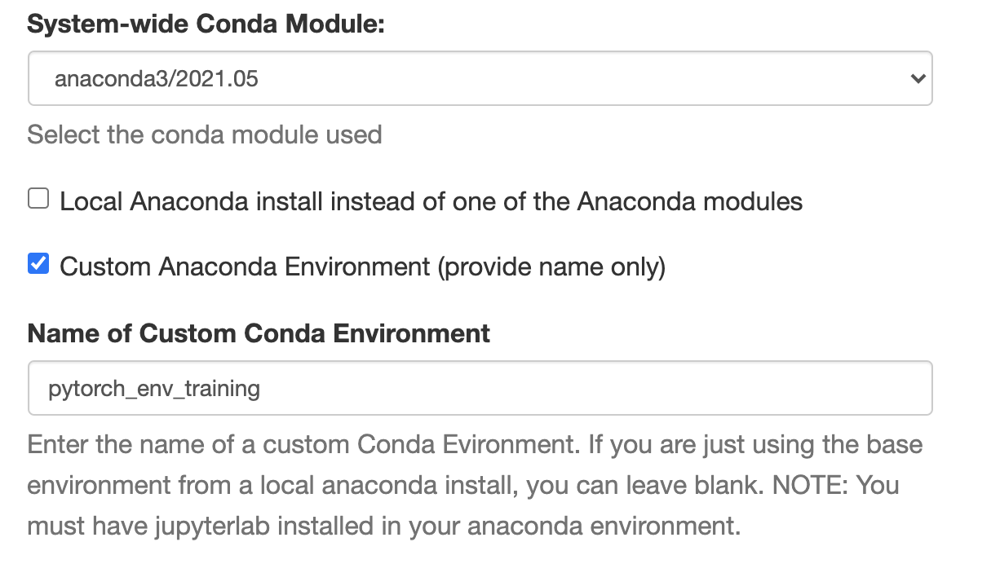 System-wide Conda Module:
anaconda3/2021.05
Select the conda module used
Local Anaconda install instead of one of the Anaconda modules
Custom Anaconda Environment (provide name only)
Name of Custom Conda Environment
pytorch_env_training
Enter the name of a custom Conda Evironment. If you are just using the base
environment from a local anaconda install, you can leave blank. NOTE: You
must have jupyterlab installed in your anaconda environment.